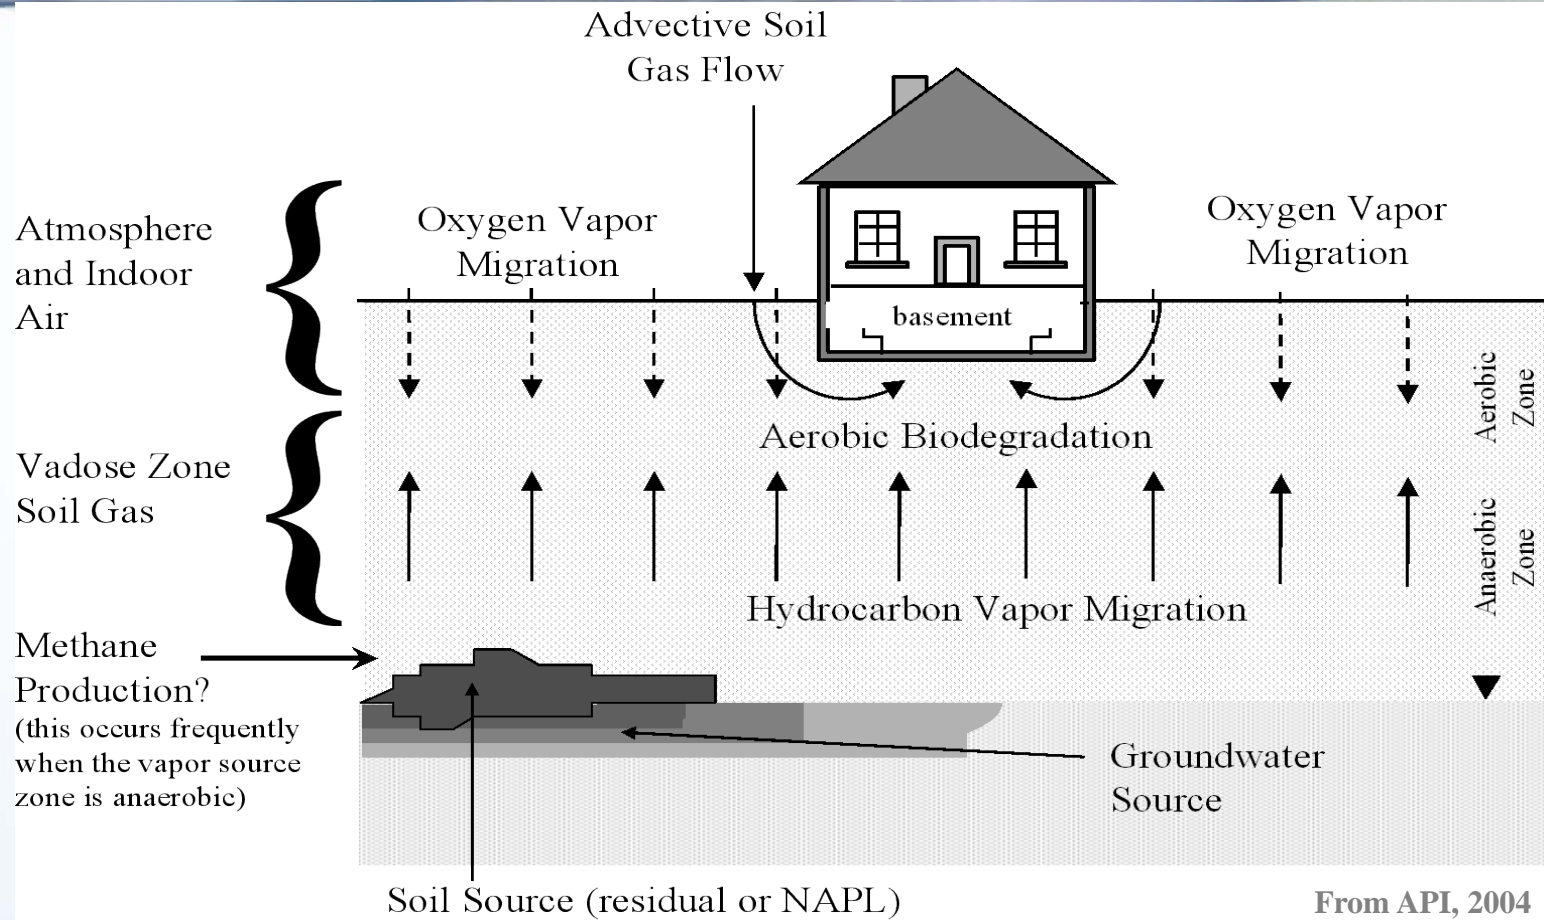 Advective Soil
Gas Flow
Atmosphere
and Indoor
Air
Oxygen Vapor
Migration
Oxygen Vapor
Migration
basement
Aerobic
Zone
Aerobic Biodegradation
Vadose Zone
Soil Gas
Anaerobic
Zone
Hydrocarbon Vapor Migration
Methane
Production?
(this occurs frequently
when the vapor source
zone is anaerobic)
Groundwater
Source
Soil Source (residual or NAPL)
From API, 2004